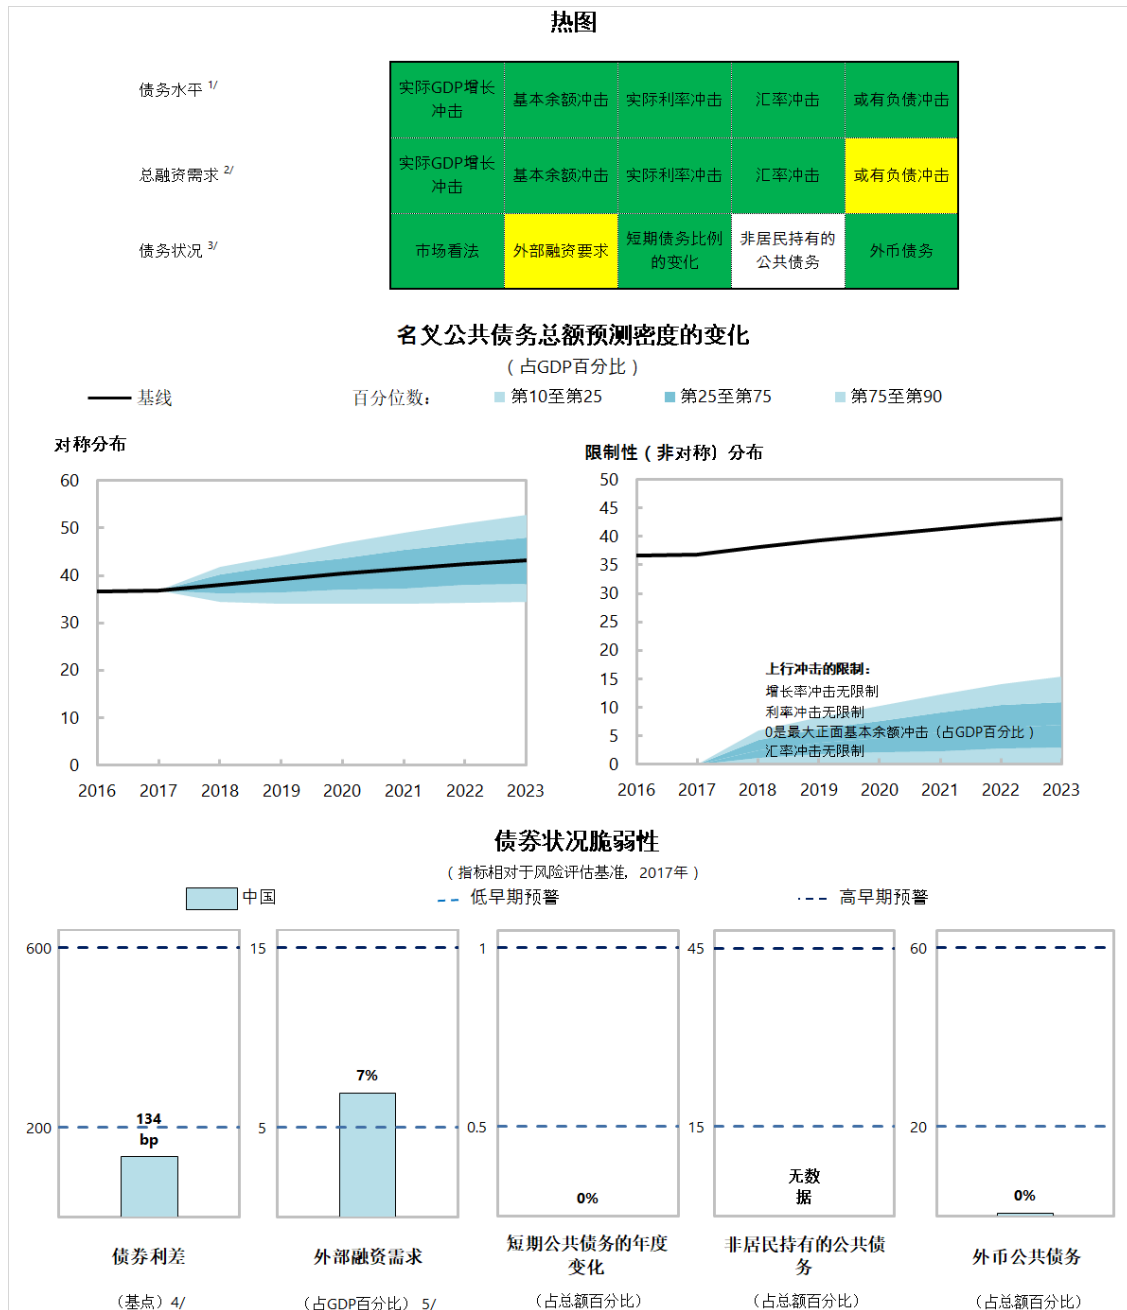 热图
债务水平 1/
实际GDP增长
冲击
基本余额冲击
实际利率冲击
汇率冲击
或有负债冲击
总融资需求 2/
实际GDP增长
冲击
基本余额冲击
实际利率冲击
汇率冲击
或有负债冲击
债务状况 3/
市场看法
外部融资要求
短期债务比例
的变化
非居民持有的
公共债务
外币债务
名义公共债务总额预测密度的变化
（占GDP百分比）
基线
百分位数：
第10至第25
第25至第75
第75至第90
对称分布
60
50
40
30
20
10
0
2016 2017 2018 2019 2020 2021 2022 2023
限制性（非对称）分布
50
45
40
35
30
25
20
15
10
5
0
上行冲击的限制：
增长率冲击无限制
利率冲击无限制
0是最大正面基本余额冲击（占GDP百分比）
汇率冲击无限制
2016 2017 2018 2019 2020 2021 2022 2023
债券状况脆弱性
（指标相对于风险评估基准，2017年）
中国
低早期预警
高早期预警
600
200
134
bp
债券利差
（基点）4/
15
5
7%
外部融资需求
（占GDP百分比） 5/
1
0.5
0%
短期公共债务的年度
变化
（占总额百分比）
45
15
无数
据
非居民持有的公共债
务
（占总额百分比）
60
20
0%
外币公共债务
（占总额百分比）